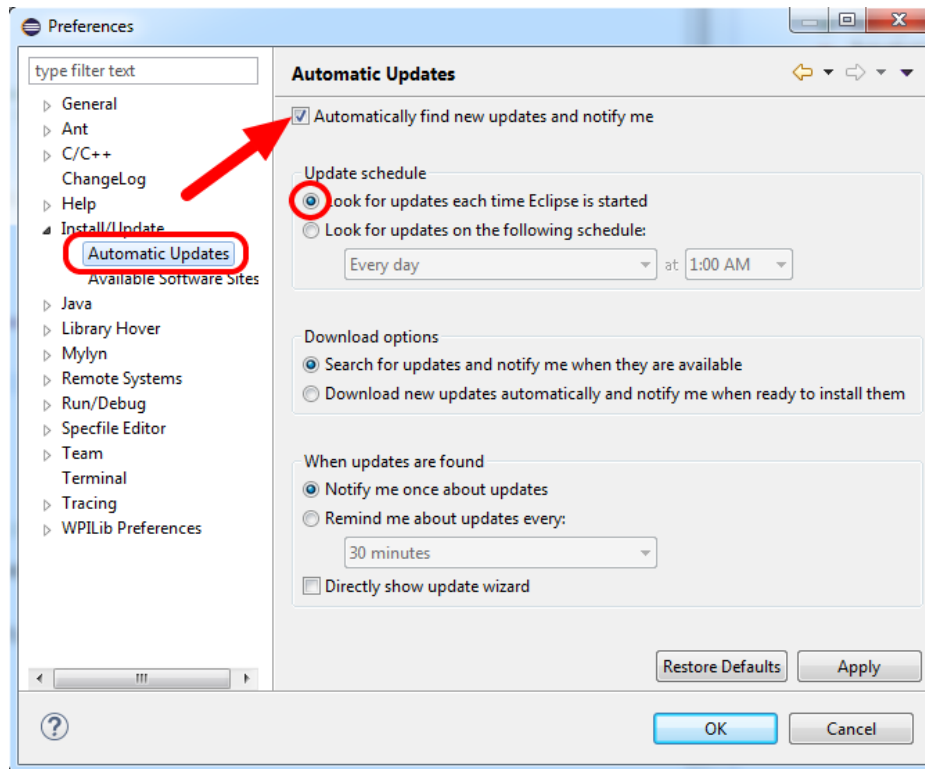 Preferences
type filter text
General
Ant
C/C++
ChangeLog
Help
Install/Update
Automatic Updates
Available Software Sites
Java
Library Hover
Mylyn
Remote Systems
Run/Debug
Specfile Editor
Team
Terminal
Tracing
WPILib Preferences
Automatic Updates
Automatically find new updates and notify me
Update schedule
Look for updates each time Eclipse is started
Look for updates on the following schedule:
Every day at 1:00 AM
Download options
Search for updates and notify me when they are available
Download new updates automatically and notify me when ready to install them
When updates are found
Notify me once about updates
Remind me about updates every:
30 minutes
Directly show update wizard
Restore Defaults Apply
OK Cancel